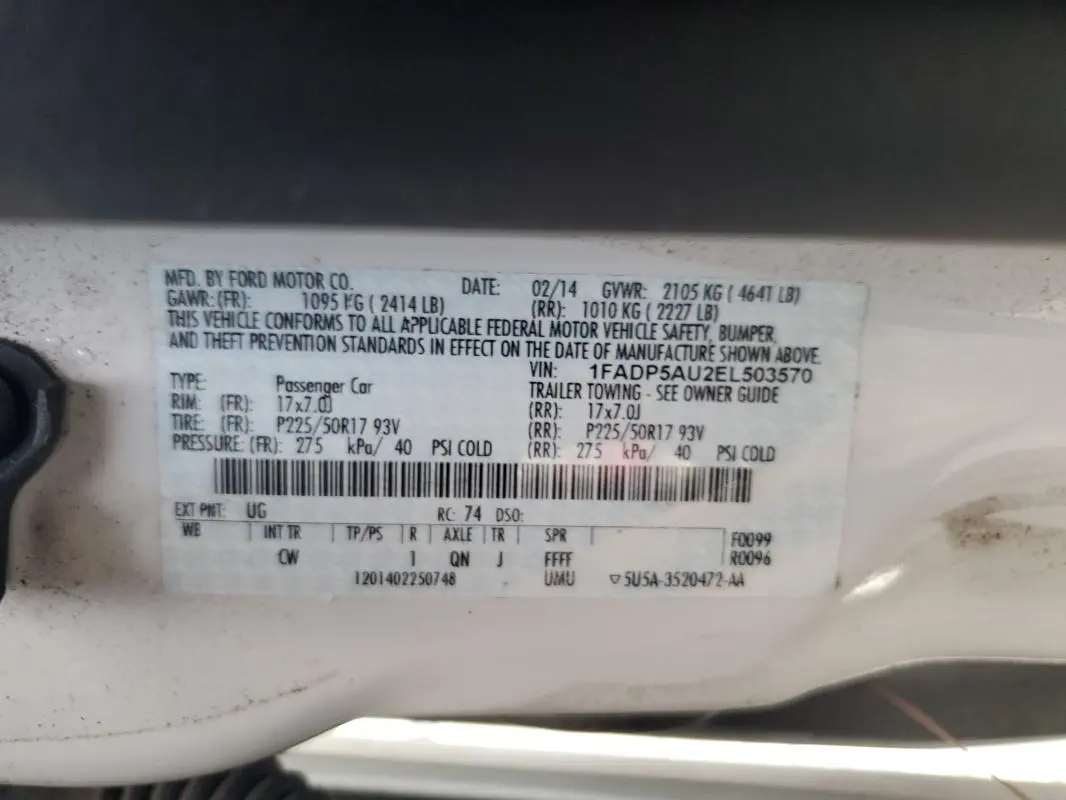 MFD. BY FORD MOTOR CO. DATE: 02/14 GVWR: 2105 KG ( 4641 LB)
GAWR: (FR): 1095 KG ( 2414 LB) (RR): 1010 KG ( 2227 LB)
THIS VEHICLE CONFORMS TO ALL APPLICABLE FEDERAL MOTOR VEHICLE SAFETY, BUMPER,
AND THEFT PREVENTION STANDARDS IN EFFECT ON THE DATE OF MANUFACTURE SHOWN ABOVE.
VIN: 1FADP5AU2EL503570
TYPE: Passenger Car TRAILER TOWING - SEE OWNER GUIDE
RIM: (FR): 17x7.0J (RR): 17x7.0J
TIRE: (FR): P225/50R17 93V (RR): P225/50R17 93V
PRESSURE: (FR): 275 kPa/ 40 PSI COLD (RR): 275 kPa/ 40 PSI COLD
EXT PNT: UG RC: 74 DSO:
WB INT TR TP/PS R AXLE TR SPR F0099
CW 1 QN J FFFF R0096
1201402250748 UMU ▽5U5A-3520472-AA